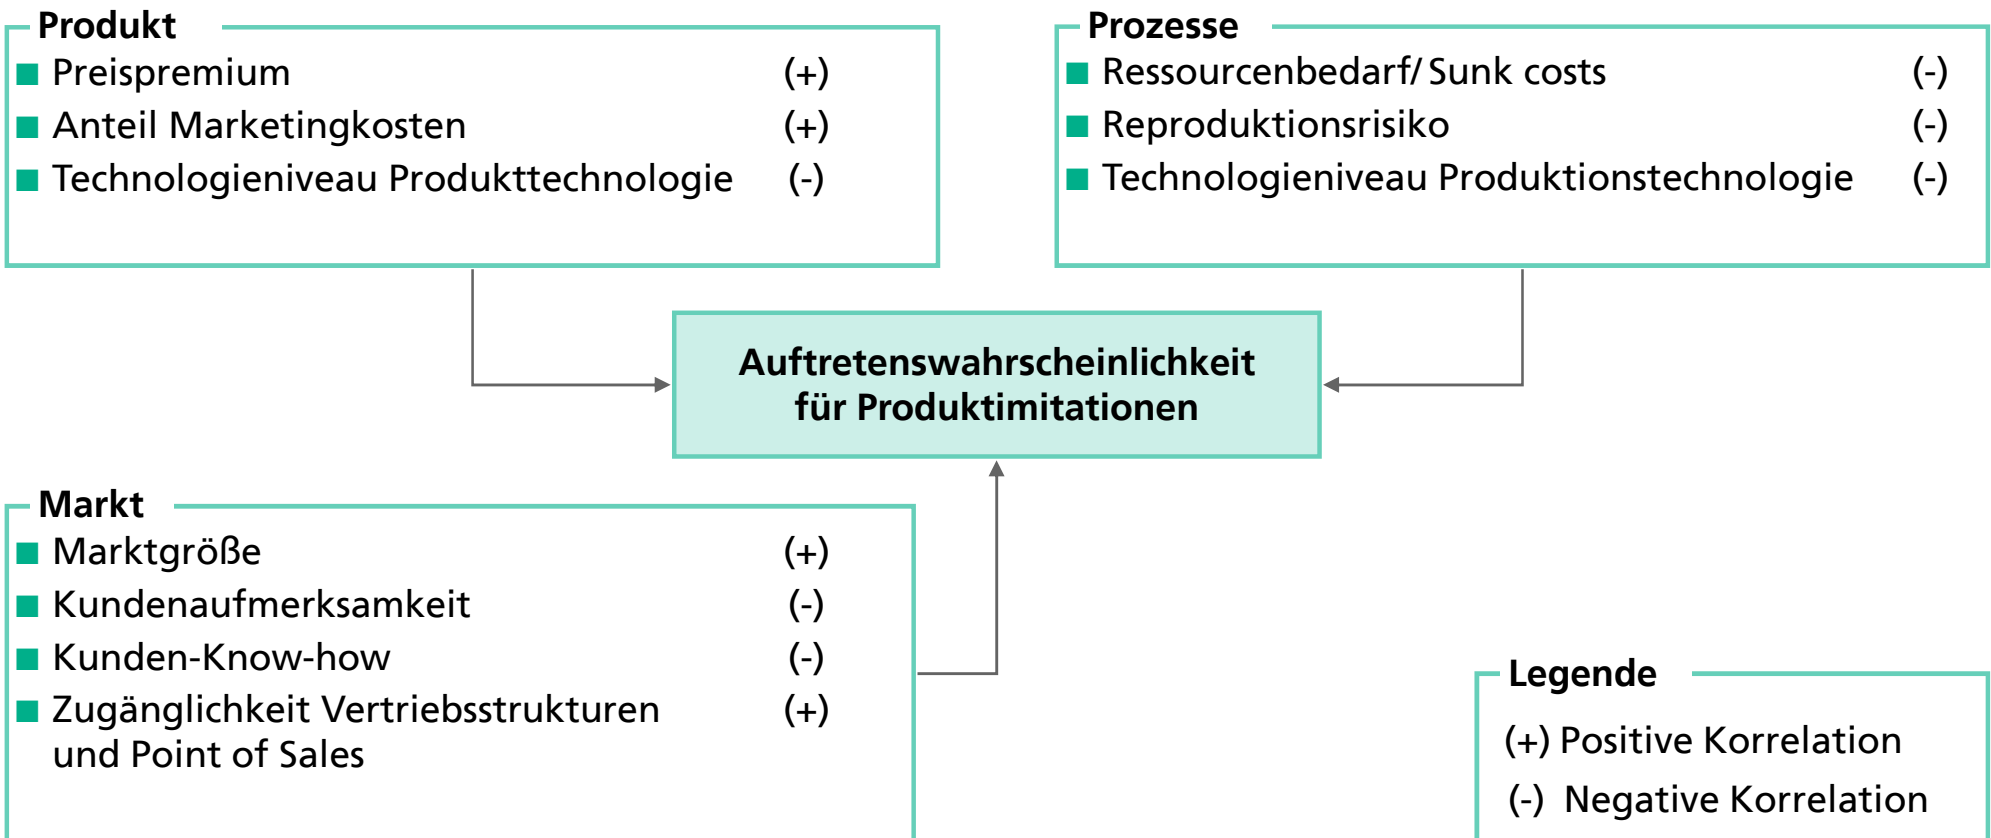 Produkt
Preispremium (+)
Anteil Marketingkosten (+)
Technologieniveau Produkttechnologie (-)
Prozesse
Ressourcenbedarf/ Sunk costs (-)
Reproduktionsrisiko (-)
Technologieniveau Produktionstechnologie (-)
Auftretenswahrscheinlichkeit
für Produktimitationen
Markt
Marktgröße (+)
Kundenaufmerksamkeit (-)
Kunden-Know-how (-)
Zugänglichkeit Vertriebsstrukturen (+)
und Point of Sales
Legende
(+) Positive Korrelation
(-) Negative Korrelation